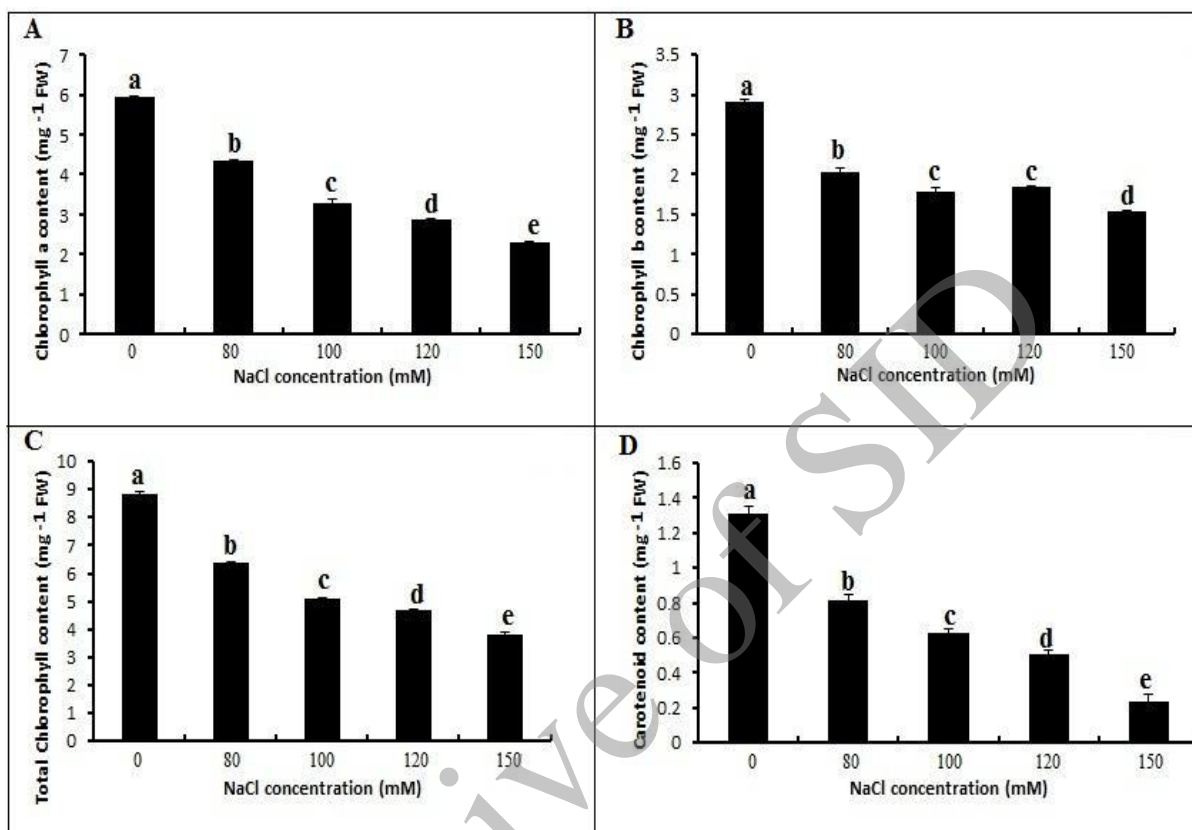 A
Chlorophyll a content (mg -1 FW)
7
6
5
4
3
2
1
0
a
b
c
d
e
0 80 100 120 150
NaCl concentration (mM)
B
Chlorophyll b content (mg -1 FW)
3.5
3
2.5
2
1.5
1
0.5
0
a
b
c
c
d
0 80 100 120 150
NaCl concentration (mM)
C
Total Chlorophyll content (mg -1 FW)
10
9
8
7
6
5
4
3
2
1
0
a
b
c
d
e
0 80 100 120 150
NaCl concentration (mM)
D
Carotenoid content (mg -1 FW)
1.6
1.4
1.2
1
0.8
0.6
0.4
0.2
0
a
b
c
d
e
0 80 100 120 150
NaCl concentration (mM)
ive of SID